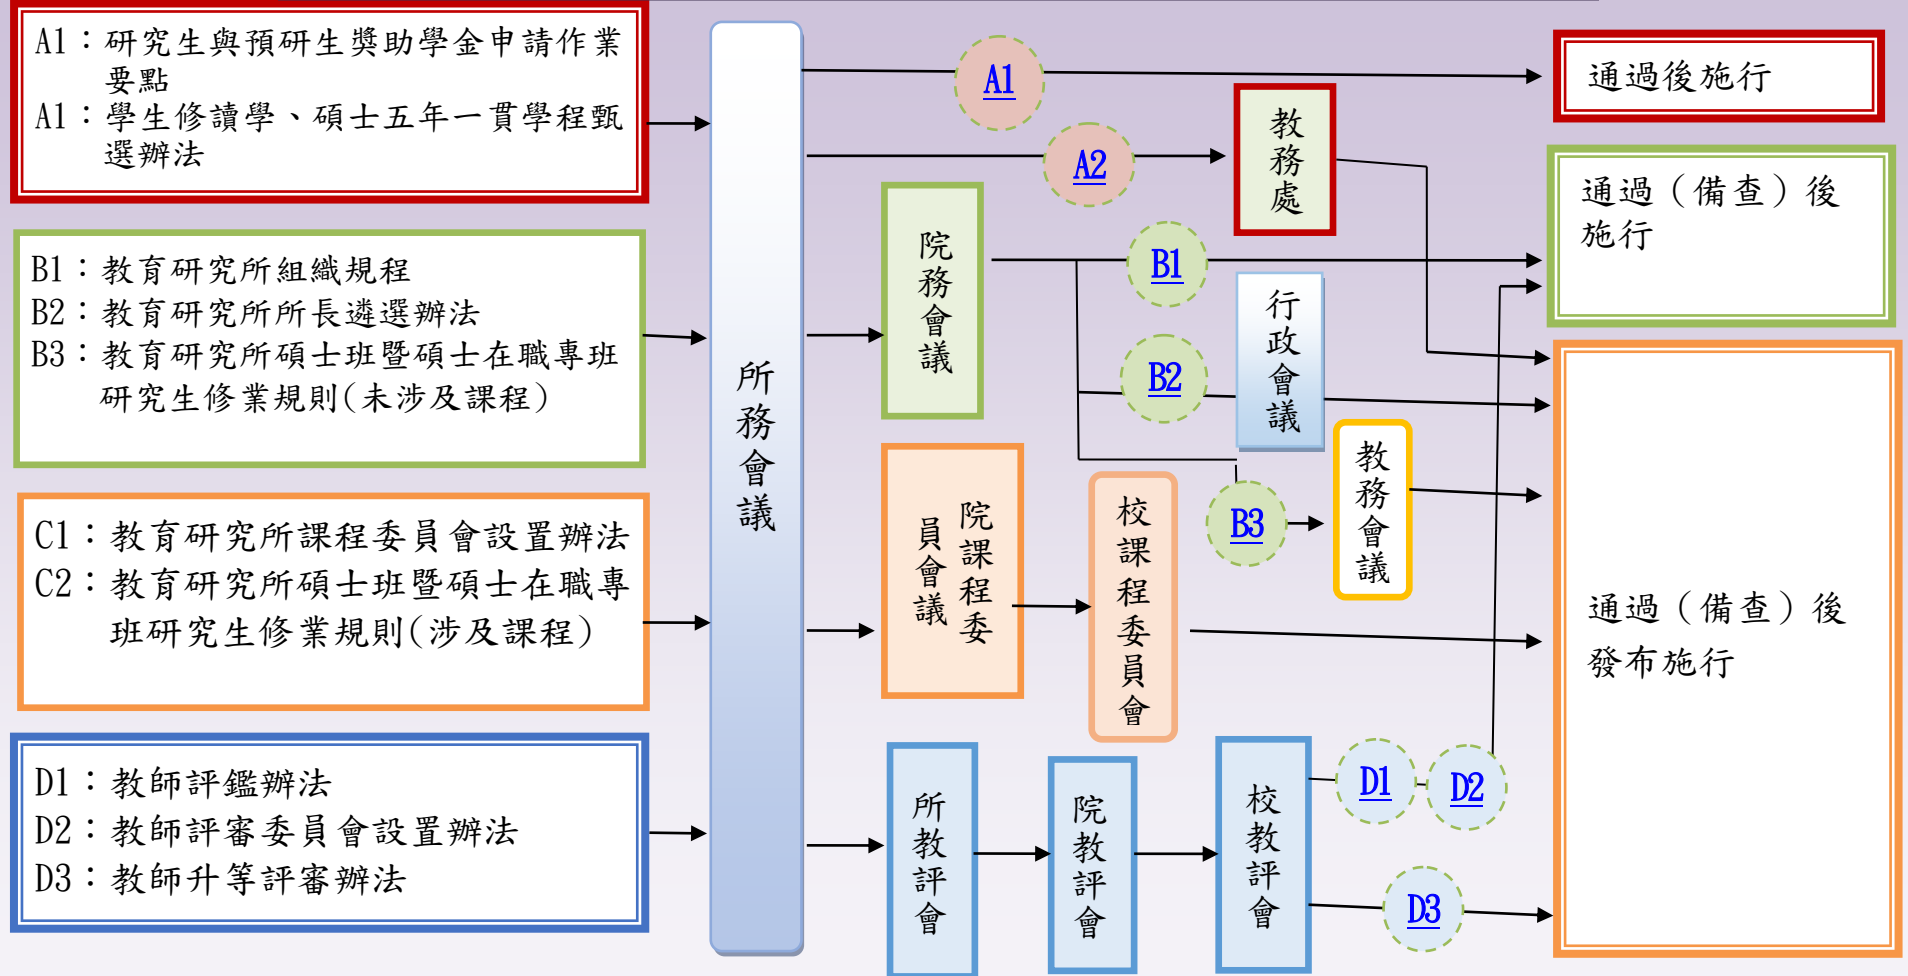 A1：研究生與預研生獎助學金申請作業
要點
A1：學生修讀學、碩士五年一貫學程甄
選辦法
B1：教育研究所組織規程
B2：教育研究所所長遴選辦法
B3：教育研究所碩士班暨碩士在職專班
研究生修業規則(未涉及課程)
C1：教育研究所課程委員會設置辦法
C2：教育研究所碩士班暨碩士在職專
班研究生修業規則(涉及課程)
D1：教師評鑑辦法
D2：教師評審委員會設置辦法
D3：教師升等評審辦法
所務會議
A1
A2
教務處
院務會議
B1
行政會議
B2
B3
教務會議
院課程委
員會議
校課程委員會
所教評會
院教評會
校教評會
D1
D2
D3
通過後施行
通過（備查）後
施行
通過（備查）後
發布施行